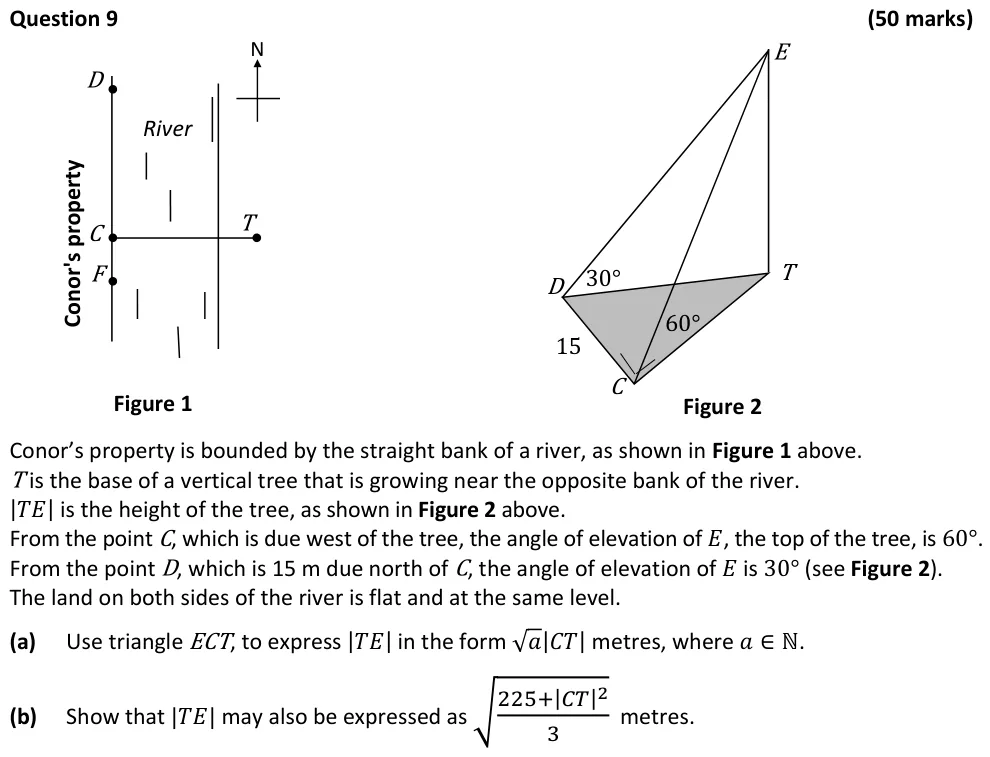 Question 9 (50 marks)
N
D
River
Conor's property
C
T
F
Figure 1
E
D
30°
T
60°
15
C
Figure 2
Conor’s property is bounded by the straight bank of a river, as shown in Figure 1 above.
T is the base of a vertical tree that is growing near the opposite bank of the river.
|TE| is the height of the tree, as shown in Figure 2 above.
From the point C, which is due west of the tree, the angle of elevation of E, the top of the tree, is 60°.
From the point D, which is 15 m due north of C, the angle of elevation of E is 30° (see Figure 2).
The land on both sides of the river is flat and at the same level.
(a) Use triangle ECT, to express |TE| in the form √a|CT| metres, where a ∈ ℕ.
(b) Show that |TE| may also be expressed as √((225+|CT|²)/3) metres.